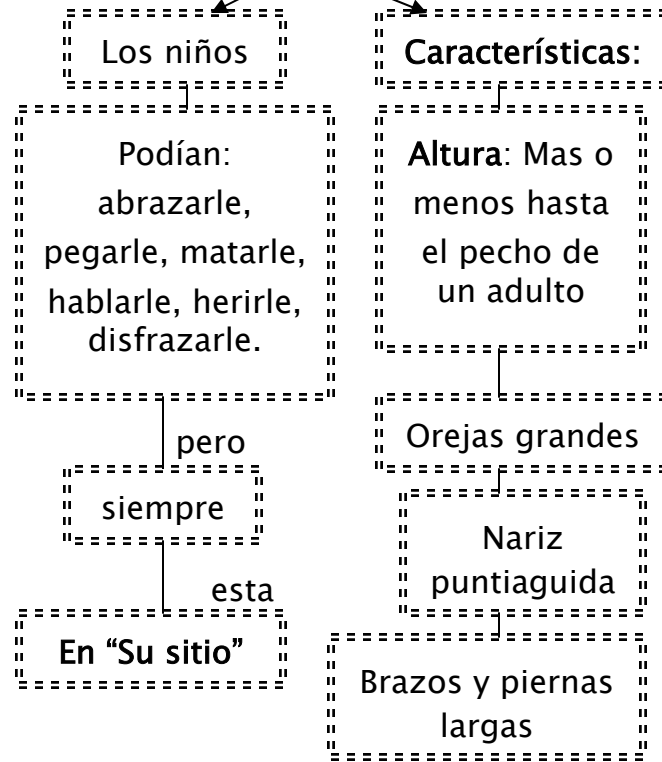 Los niños
Podían:
abrazarle,
pegarle, matarle,
hablarle, herirle,
disfrazarle.
pero
siempre
esta
En “Su sitio”
Características:
Altura: Mas o
menos hasta
el pecho de
un adulto
Orejas grandes
Nariz
puntiaguida
Brazos y piernas
largas